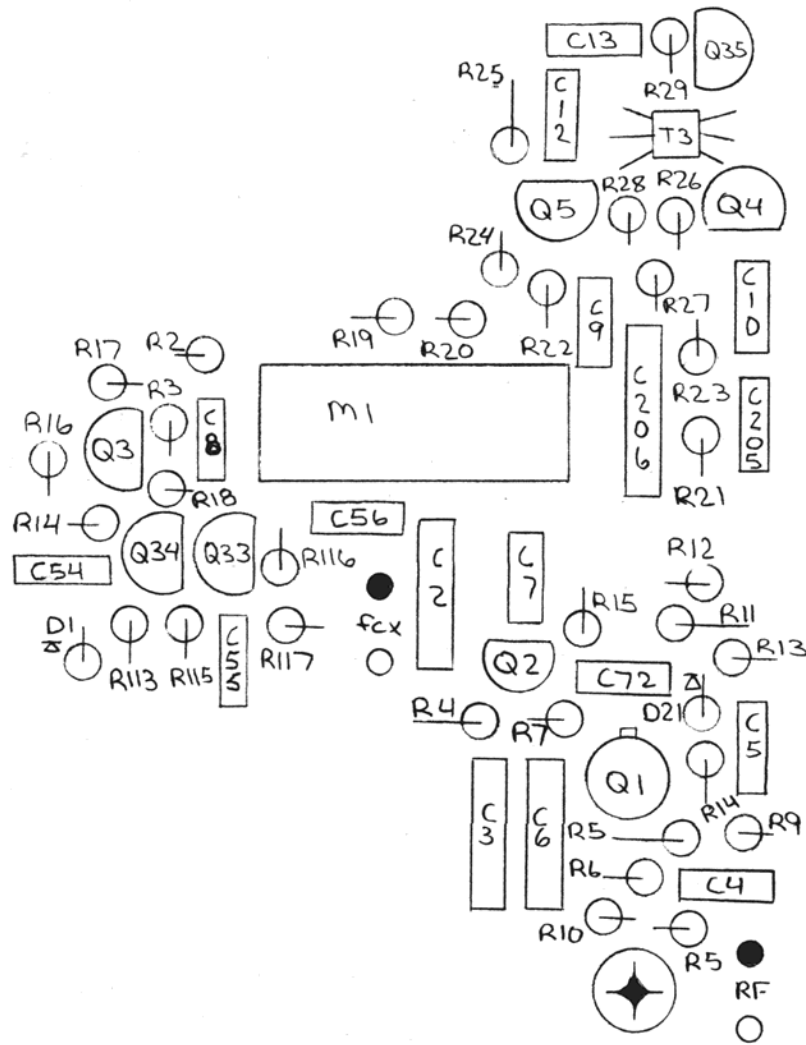 C13
Q35
R25
C12
R29
T3
R28
R26
Q5
Q4
R24
C10
C9
R27
R19
R20
R22
R2
R17
R3
C8
M1
C206
R23
C205
R16
Q3
R18
R21
R14
C56
Q34
Q33
R116
C54
C2
C7
R12
R15
fcx
R11
D1
R113
R115
C55
R117
Q2
R13
C72
D21
R4
R7
C5
Q1
R14
C3
C6
R5
R9
R6
C4
R10
R5
RF